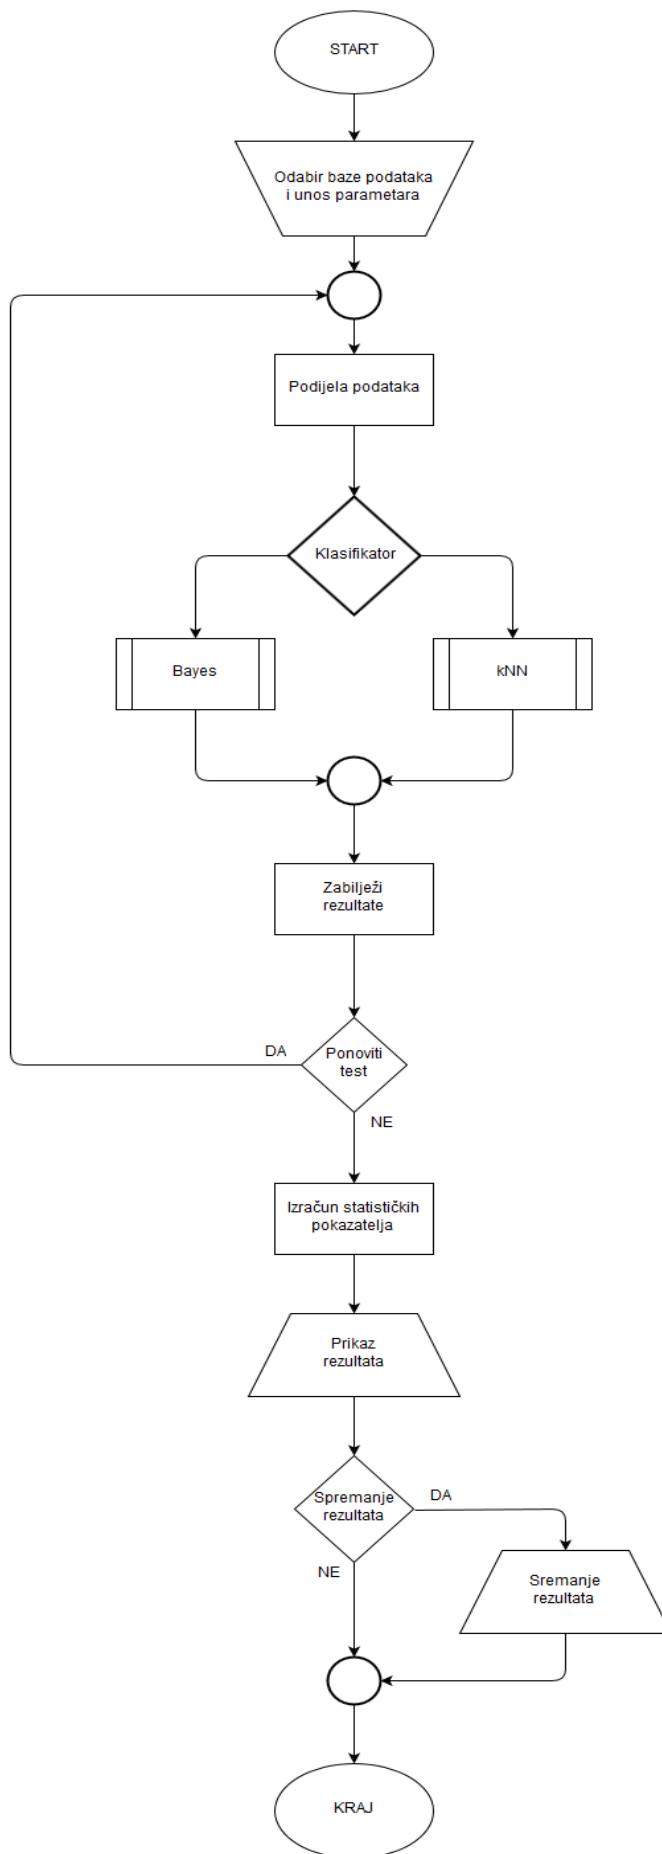 START
Odabir baze podataka
i unos parametara
Podijela podataka
Klasifikator
Bayes
kNN
Zabilježi
rezultate
DA
Ponoviti
test
NE
Izračun statističkih
pokazatelja
Prikaz
rezultata
Spremanje
rezultata
DA
NE
Sremanje
rezultata
KRAJ